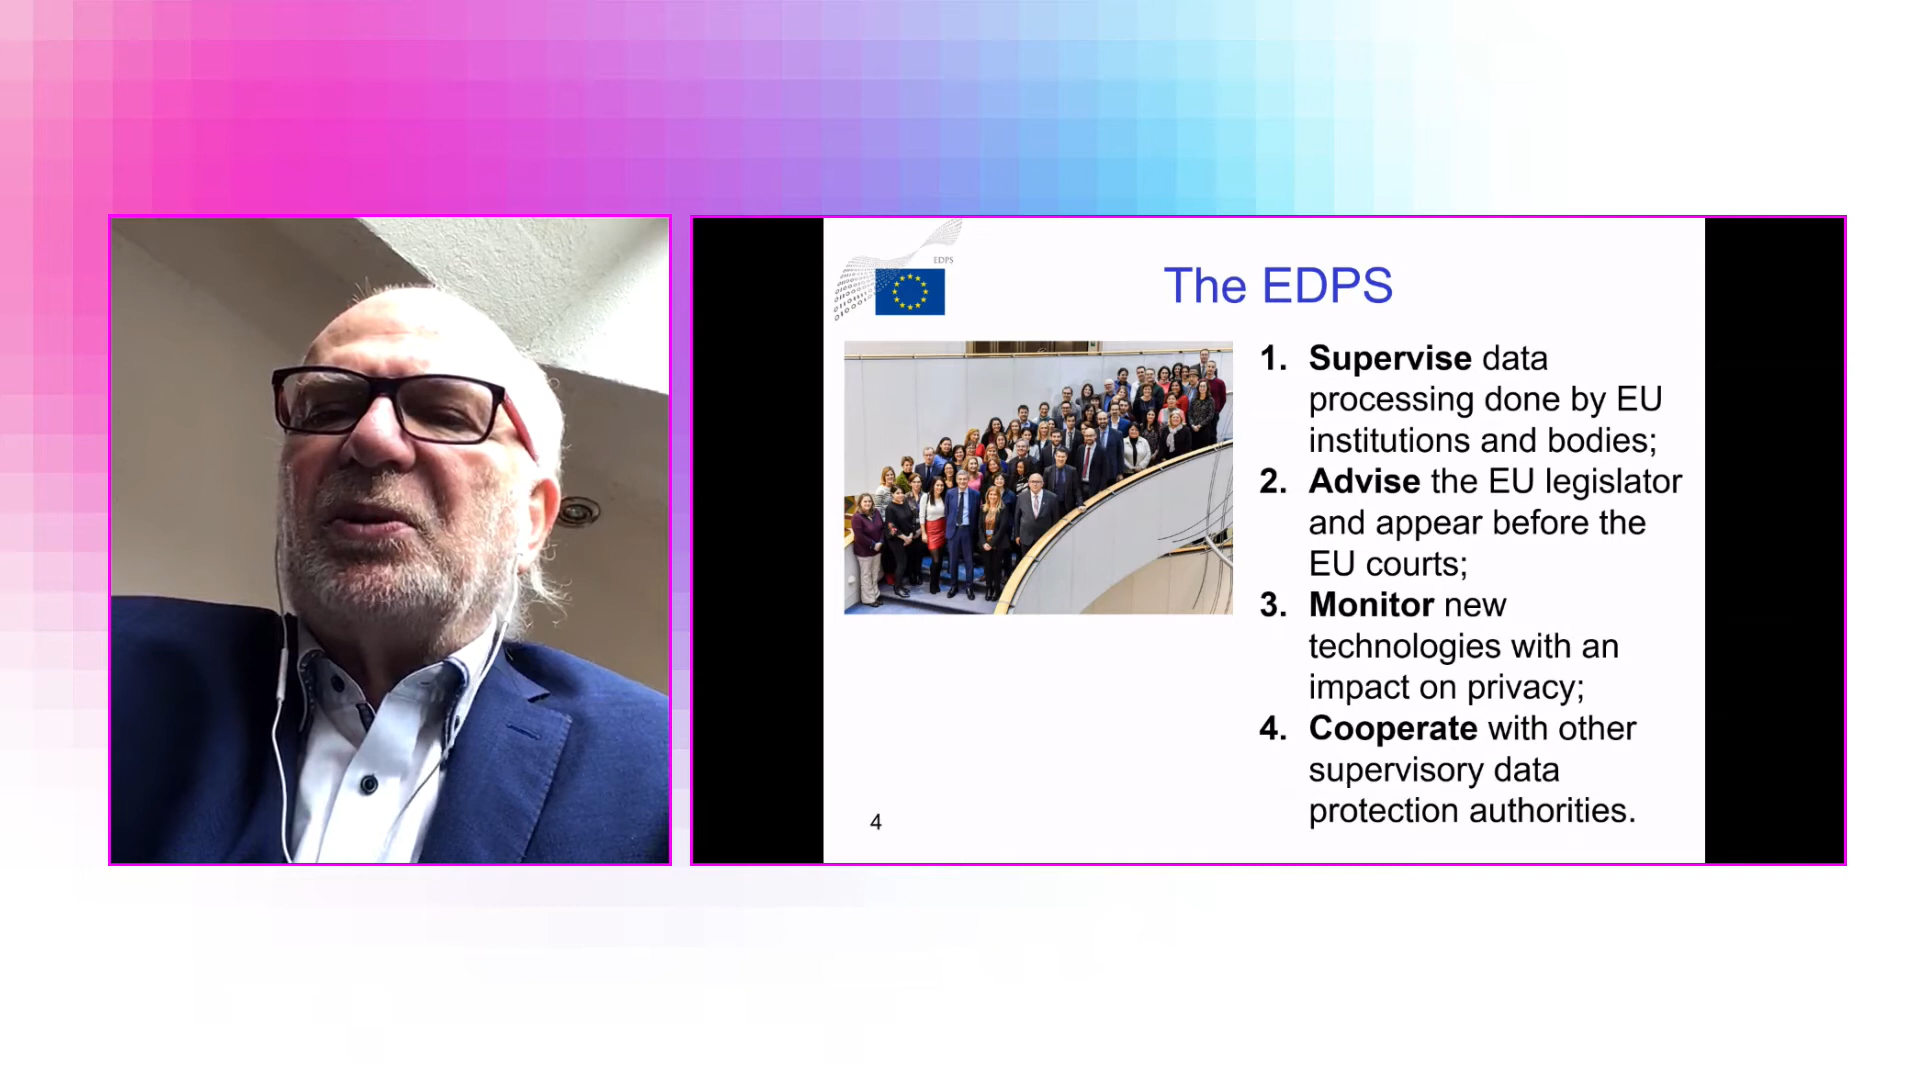 EDPS
The EDPS
1. Supervise data
processing done by EU
institutions and bodies;
2. Advise the EU legislator
and appear before the
EU courts;
3. Monitor new
technologies with an
impact on privacy;
4. Cooperate with other
supervisory data
protection authorities.
4